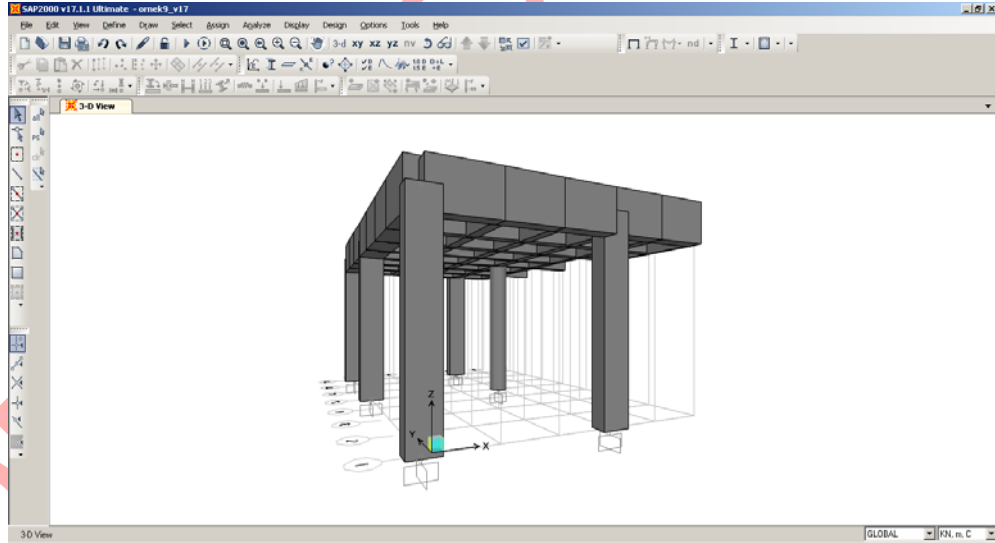 SAP2000 v17.1.1 Ultimate - ornek9_v17
File Edit View Define Draw Select Assign Analyze Display Design Options Tools Help
3-d xy xz yz nv nd
3-D View
Z
Y
X
3-D View
GLOBAL
KN, m, C